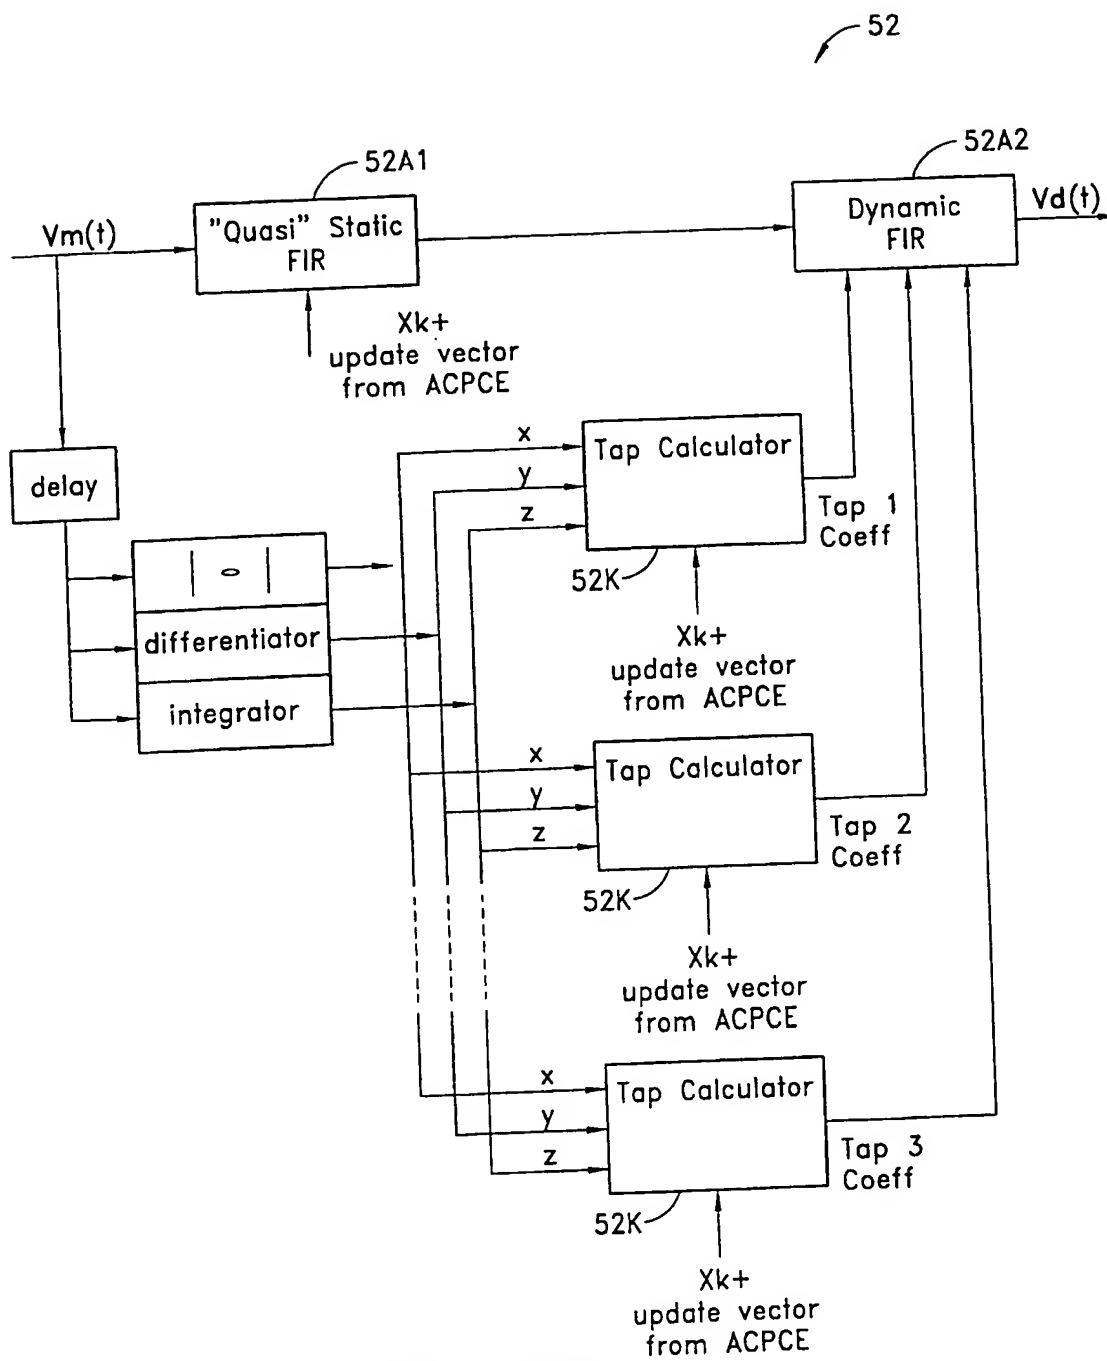 52
52A1
52A2
Vm(t)
"Quasi" Static
FIR
Dynamic
FIR
Vd(t)
Xk+
update vector
from ACPCE
delay
| o |
differentiator
integrator
x
y
z
Tap Calculator
Tap 1
Coeff
52K
Xk+
update vector
from ACPCE
x
y
z
Tap Calculator
Tap 2
Coeff
52K
Xk+
update vector
from ACPCE
x
y
z
Tap Calculator
Tap 3
Coeff
52K
Xk+
update vector
from ACPCE